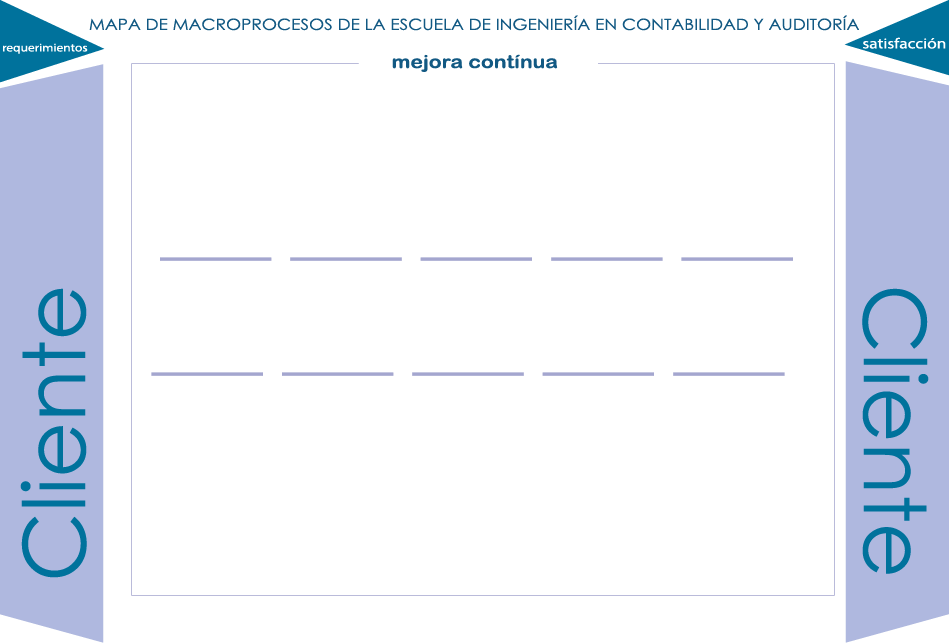 MAPA DE MACROPROCESOS DE LA ESCUELA DE INGENIERÍA EN CONTABILIDAD Y AUDITORÍA
requerimientos
satisfacción
mejora contínua
Cliente
Cliente